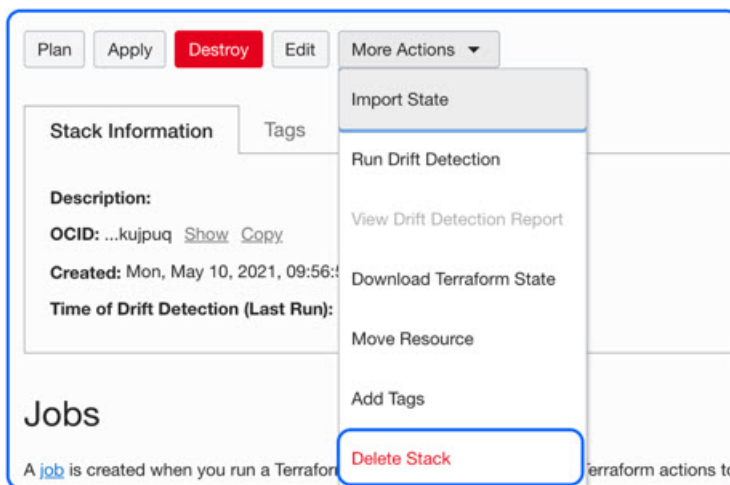 Plan Apply Destroy Edit More Actions
Import State
Stack Information Tags
Run Drift Detection
Description:
View Drift Detection Report
OCID: ...kujpuq Show Copy
Created: Mon, May 10, 2021, 09:56:
Download Terraform State
Time of Drift Detection (Last Run):
Move Resource
Add Tags
Jobs
Delete Stack
A job is created when you run a Terraform actions to